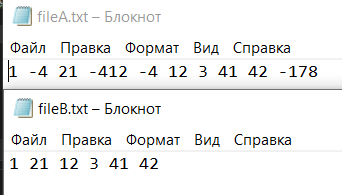 fileA.txt – Блокнот
Файл Правка Формат Вид Справка
1 -4 21 -412 -4 12 3 41 42 -178
fileB.txt – Блокнот
Файл Правка Формат Вид Справка
1 21 12 3 41 42